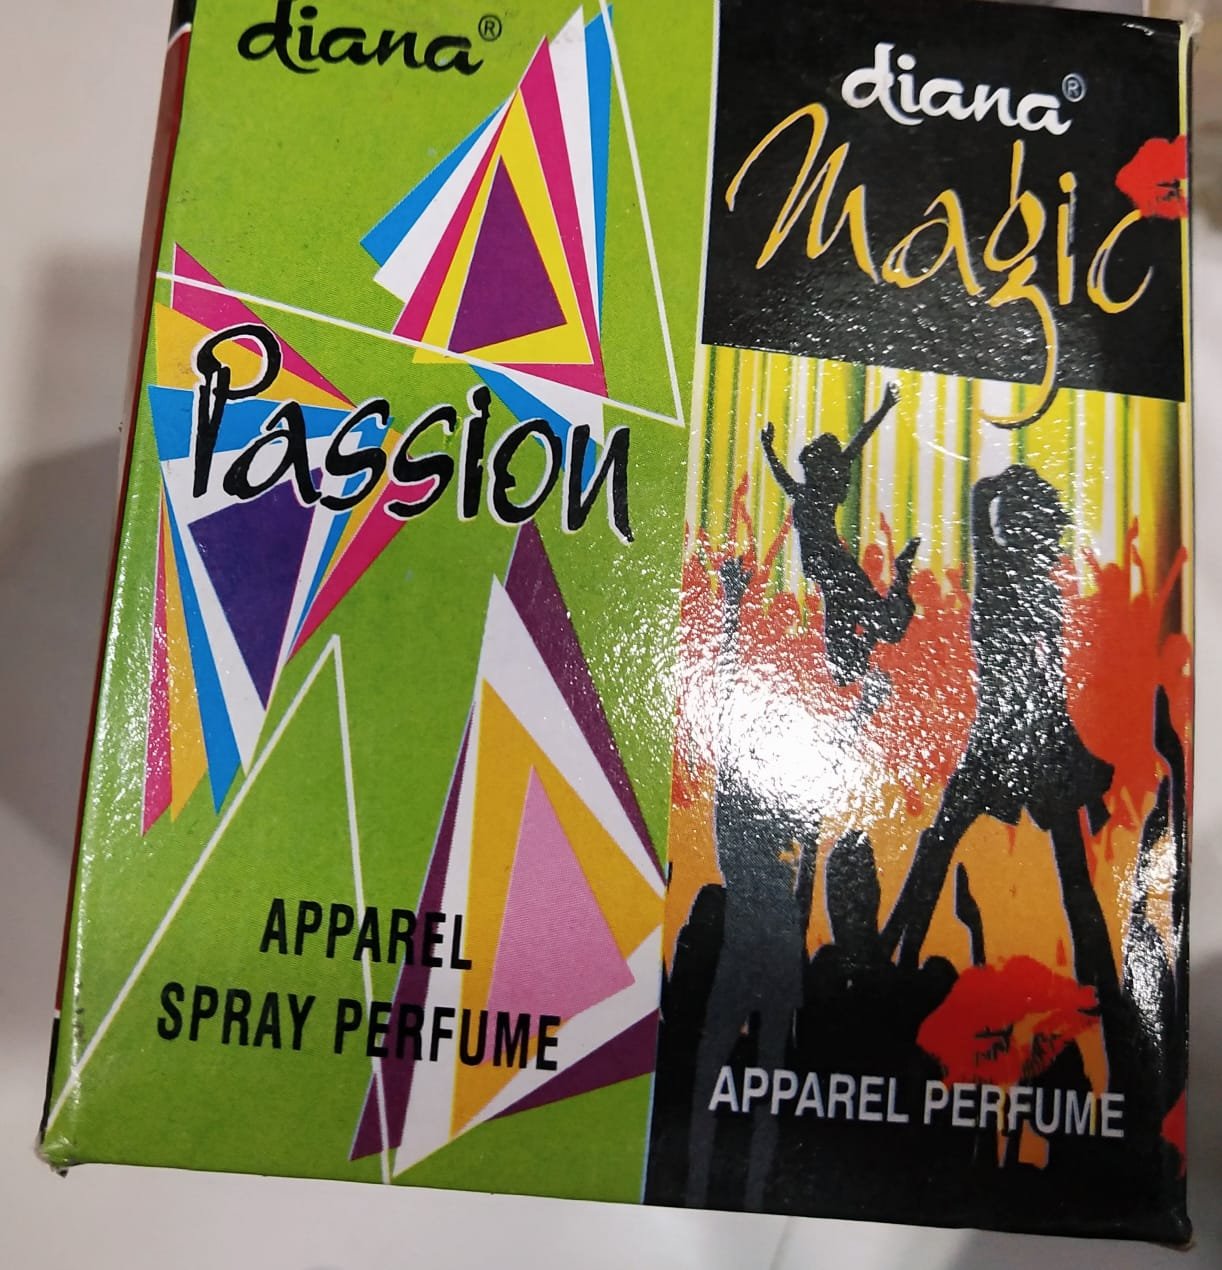 diana®
Passion
APPAREL
SPRAY PERFUME
diana®
Magic
APPAREL PERFUME